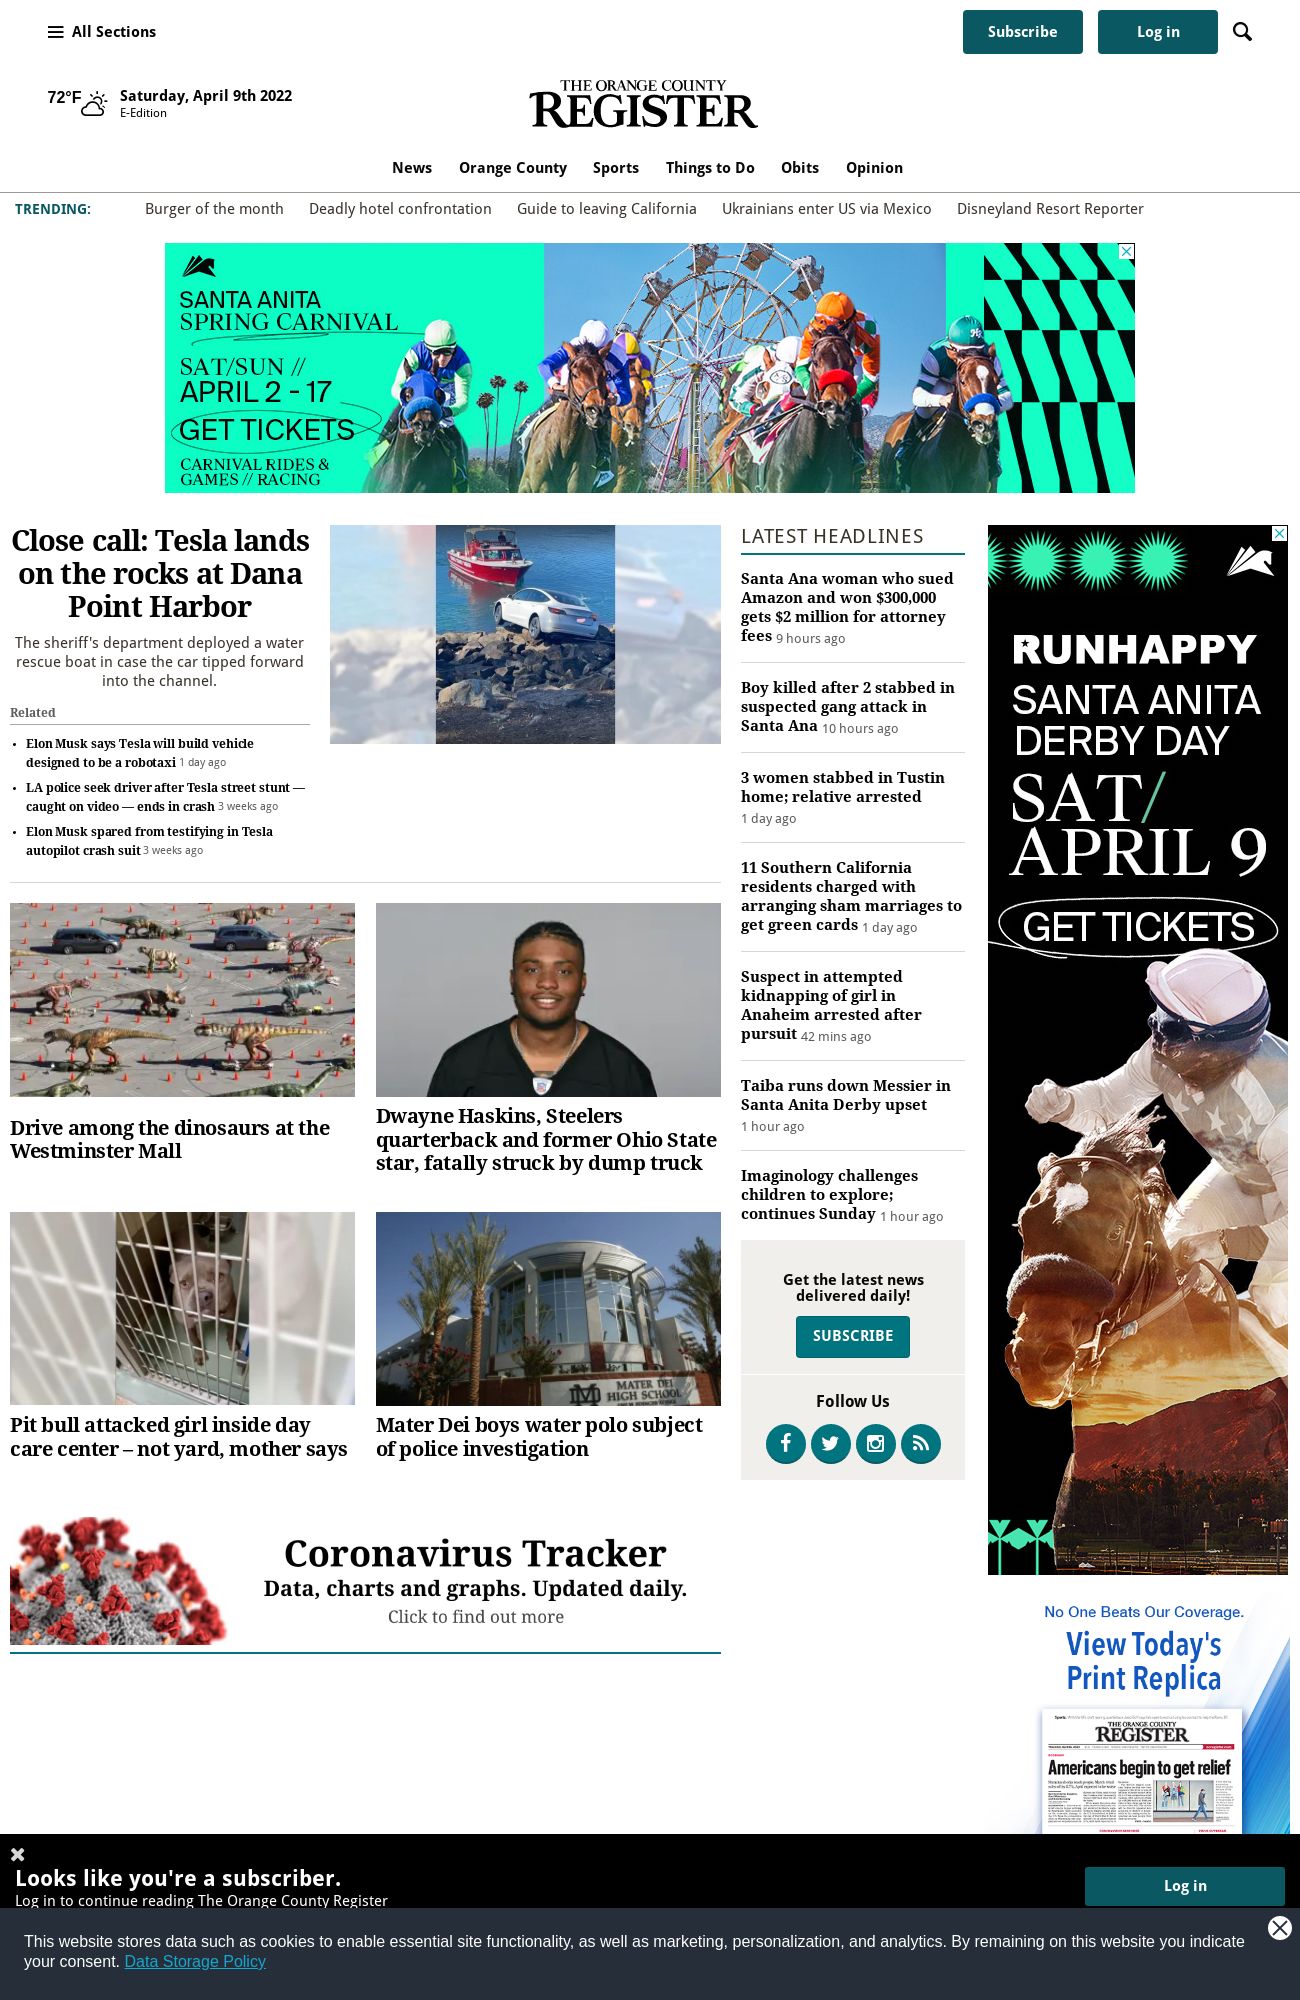 All Sections
Subscribe
Log in
72°F
Saturday, April 9th 2022
E-Edition
THE ORANGE COUNTY
REGISTER
News Orange County Sports Things to Do Obits Opinion
TRENDING: Burger of the month Deadly hotel confrontation Guide to leaving California Ukrainians enter US via Mexico Disneyland Resort Reporter
SANTA ANITA
SPRING CARNIVAL
SAT/SUN //
APRIL 2 - 17
GET TICKETS
CARNIVAL RIDES &
GAMES // RACING
Close call: Tesla lands
on the rocks at Dana
Point Harbor
The sheriff's department deployed a water
rescue boat in case the car tipped forward
into the channel.
Related
• Elon Musk says Tesla will build vehicle
designed to be a robotaxi 1 day ago
• LA police seek driver after Tesla street stunt —
caught on video — ends in crash 3 weeks ago
• Elon Musk spared from testifying in Tesla
autopilot crash suit 3 weeks ago
Drive among the dinosaurs at the
Westminster Mall
Dwayne Haskins, Steelers
quarterback and former Ohio State
star, fatally struck by dump truck
Pit bull attacked girl inside day
care center – not yard, mother says
MATER DEI
HIGH SCHOOL
Mater Dei boys water polo subject
of police investigation
Coronavirus Tracker
Data, charts and graphs. Updated daily.
Click to find out more
LATEST HEADLINES
Santa Ana woman who sued
Amazon and won $300,000
gets $2 million for attorney
fees 9 hours ago
Boy killed after 2 stabbed in
suspected gang attack in
Santa Ana 10 hours ago
3 women stabbed in Tustin
home; relative arrested
1 day ago
11 Southern California
residents charged with
arranging sham marriages to
get green cards 1 day ago
Suspect in attempted
kidnapping of girl in
Anaheim arrested after
pursuit 42 mins ago
Taiba runs down Messier in
Santa Anita Derby upset
1 hour ago
Imaginology challenges
children to explore;
continues Sunday 1 hour ago
Get the latest news
delivered daily!
SUBSCRIBE
Follow Us
RUNHAPPY
SANTA ANITA
DERBY DAY
SAT/
APRIL 9
GET TICKETS
No One Beats Our Coverage.
View Today's
Print Replica
THE ORANGE COUNTY
REGISTER
Americans begin to get relief
Looks like you're a subscriber.
Log in to continue reading The Orange County Register
Log in
This website stores data such as cookies to enable essential site functionality, as well as marketing, personalization, and analytics. By remaining on this website you indicate
your consent. Data Storage Policy